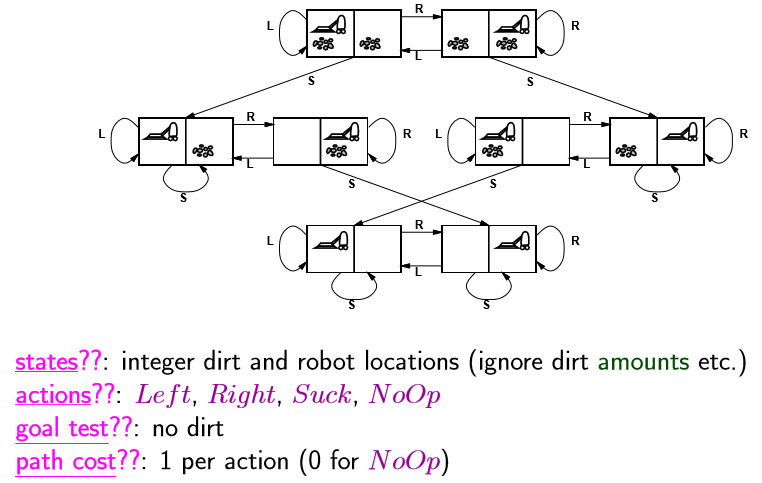 R
L R
L
S S
R R
L R L R
L L
S S
S S
R
L R
L
S S
states??: integer dirt and robot locations (ignore dirt amounts etc.)
actions??: Left, Right, Suck, NoOp
goal test??: no dirt
path cost??: 1 per action (0 for NoOp)